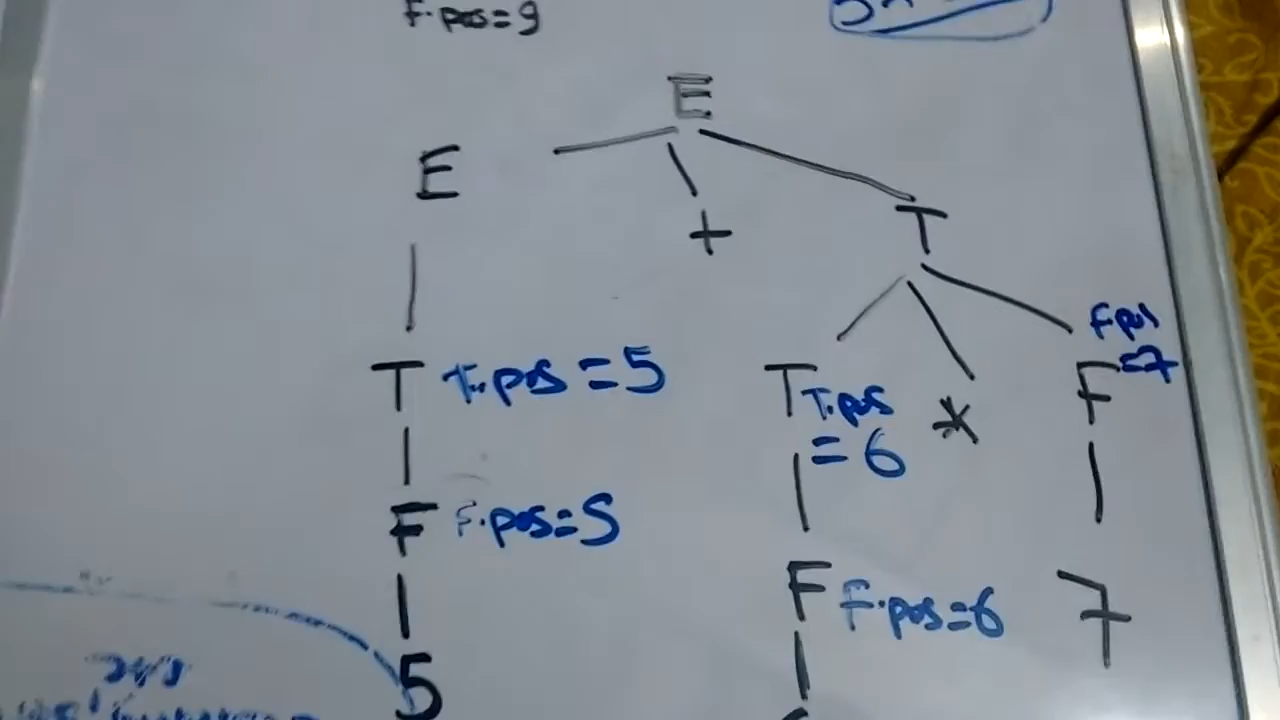 F.pos=9
E
E
+
T
F.pos
=7
T T.pos=5
T T.pos
=6
*
F
F F.pos=5
F F.pos=6
7
5